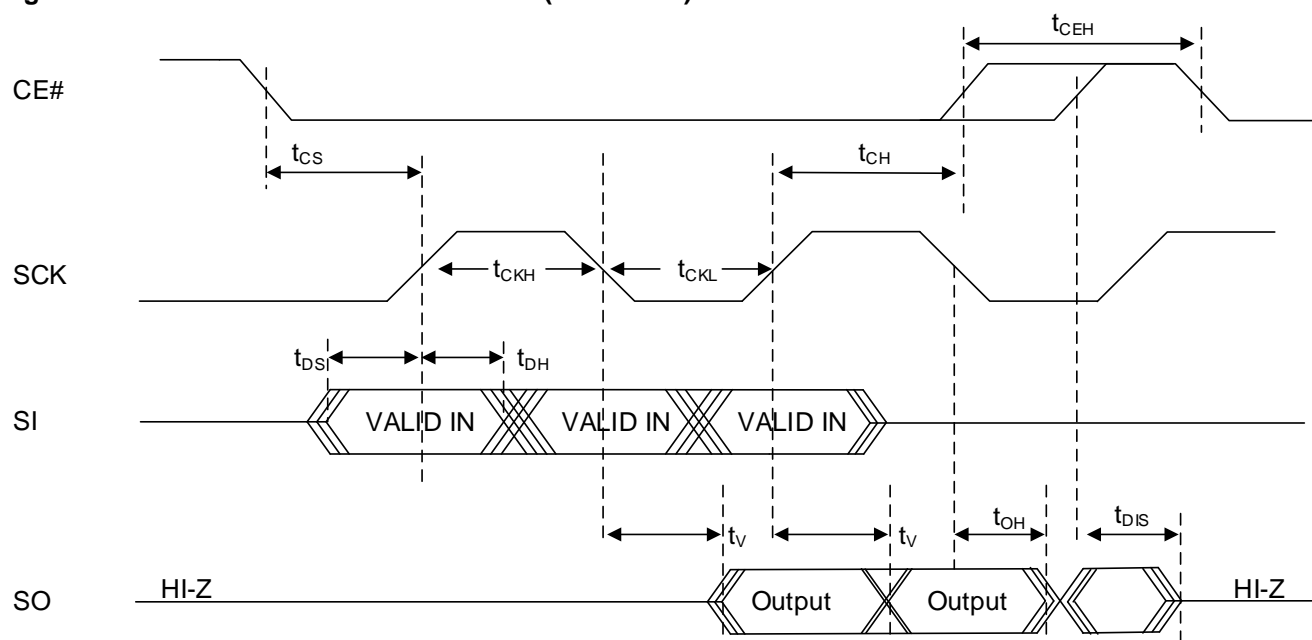 tCEH
CE#
tCS
tCH
SCK
tCKH
tCKL
tDS
tDH
SI
VALID IN
VALID IN
VALID IN
tV
tV
tOH
tDIS
SO
HI-Z
Output
Output
HI-Z